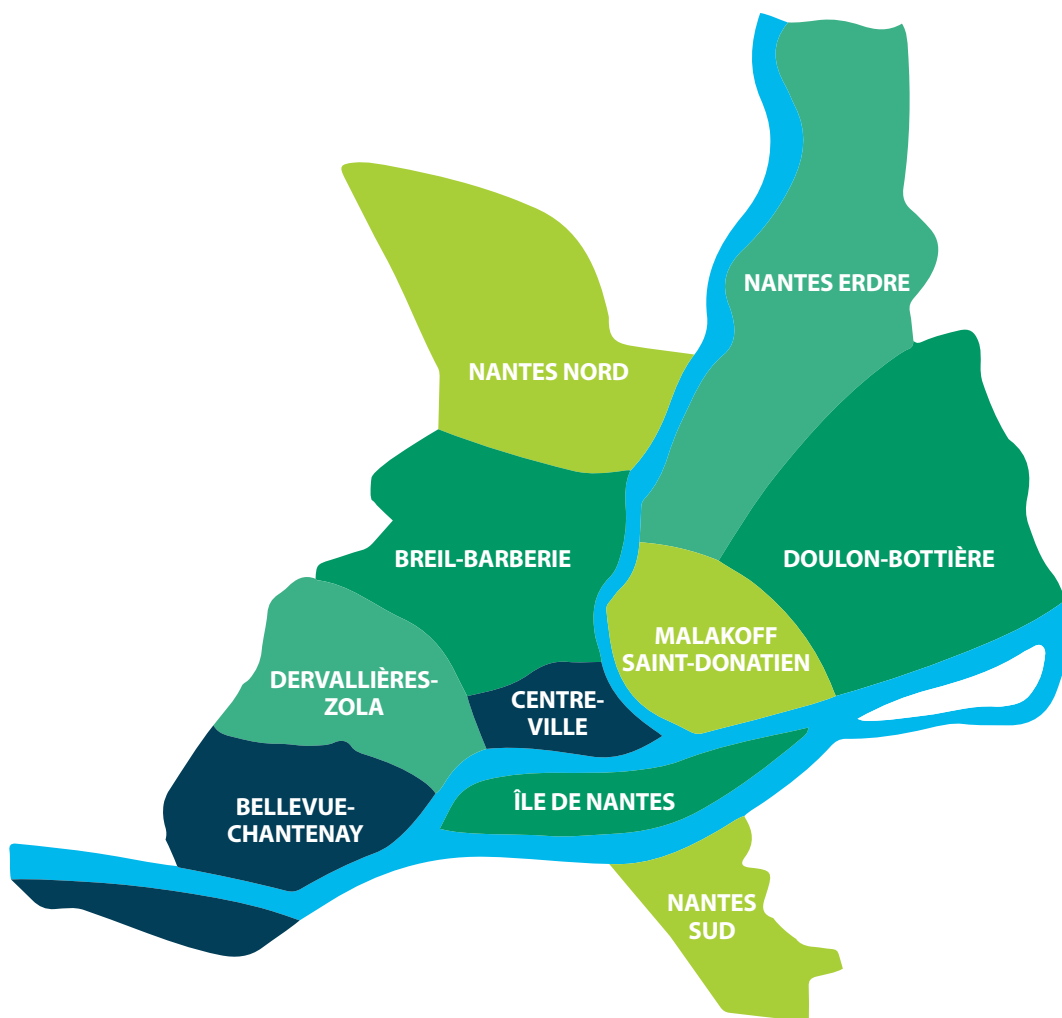 NANTES ERDRE
NANTES NORD
BREIL-BARBERIE
DOULON-BOTTIÈRE
MALAKOFF
SAINT-DONATIEN
DERVALLIÈRES-
ZOLA
CENTRE-
VILLE
BELLEVUE-
CHANTENAY
ÎLE DE NANTES
NANTES
SUD